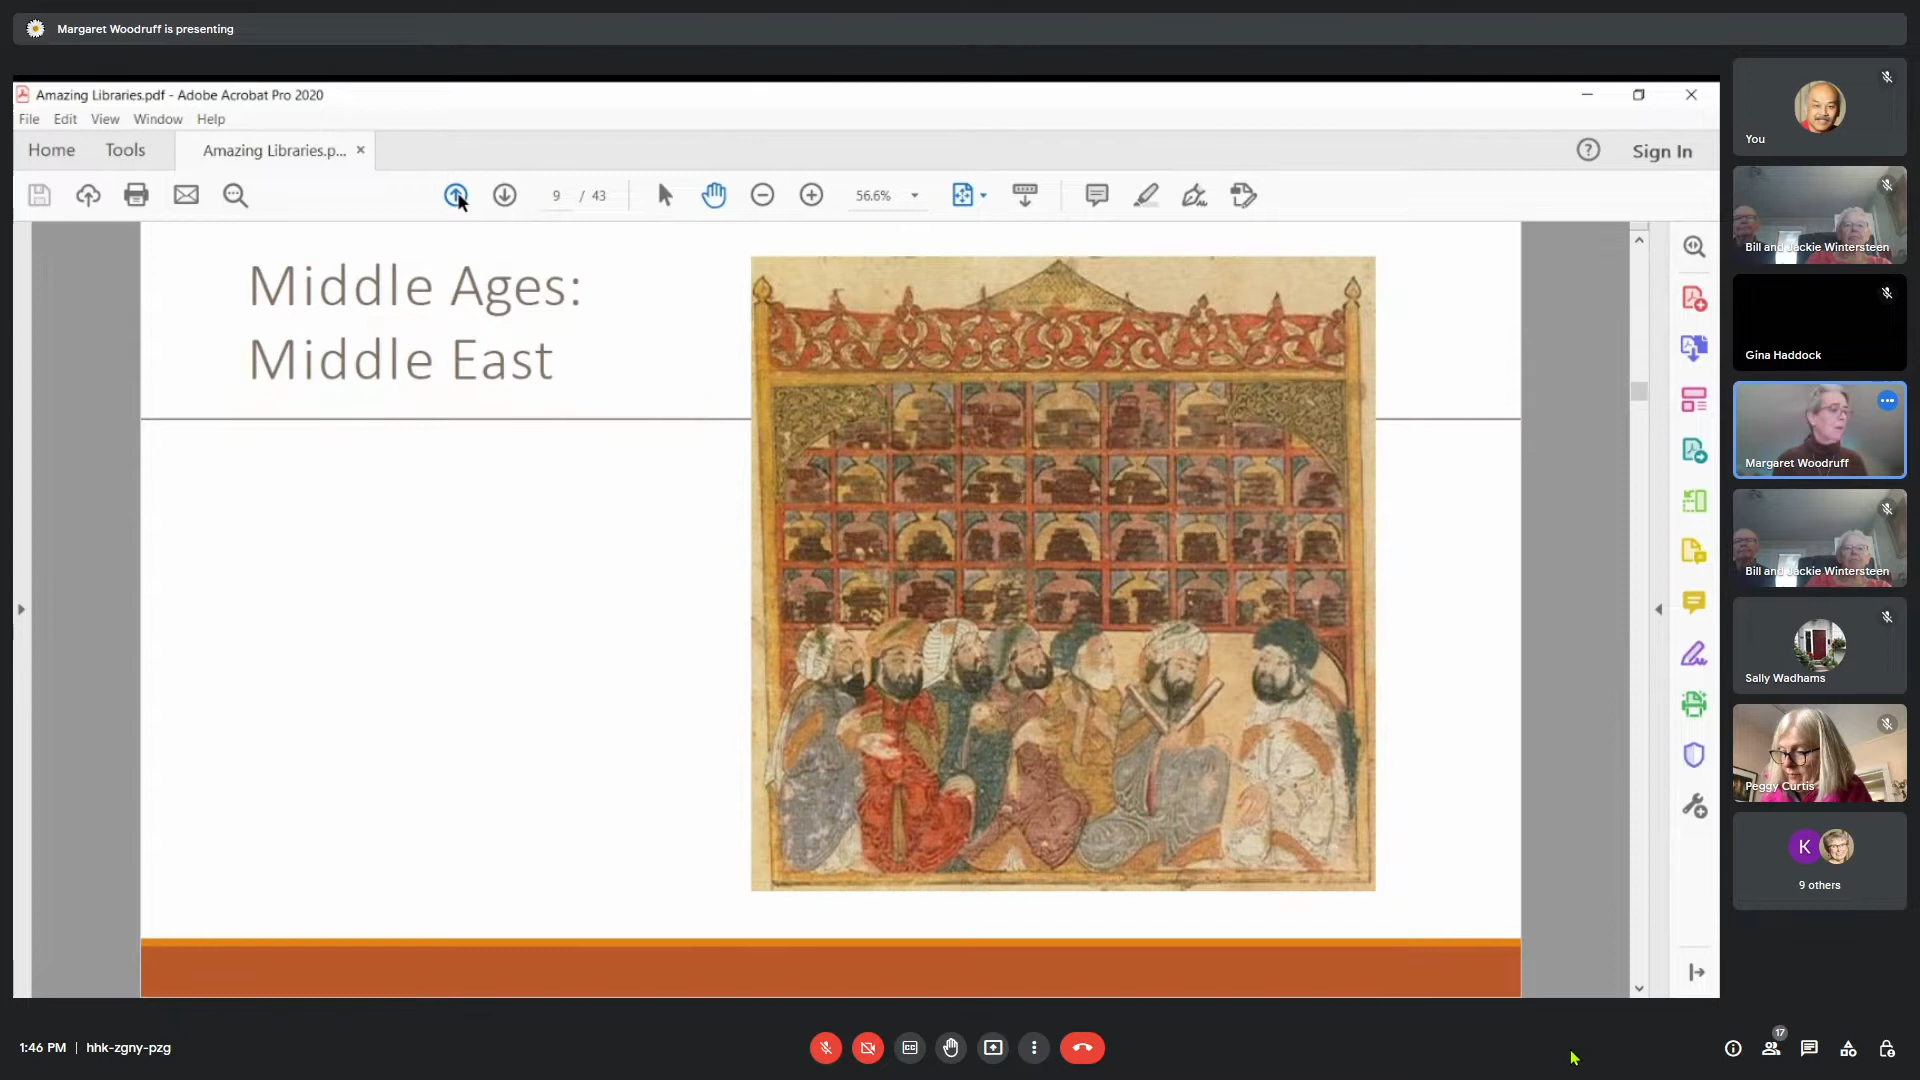 Margaret Woodruff is presenting
Amazing Libraries.pdf - Adobe Acrobat Pro 2020
File Edit View Window Help
Home Tools Amazing Libraries.p... ×
Sign In
9 / 43
56.6%
Middle Ages:
Middle East
You
Bill and Jackie Wintersteen
Gina Haddock
Margaret Woodruff
Bill and Jackie Wintersteen
Sally Wadhams
Peggy Curtis
K
9 others
1:46 PM | hhk-zgny-pzg
17